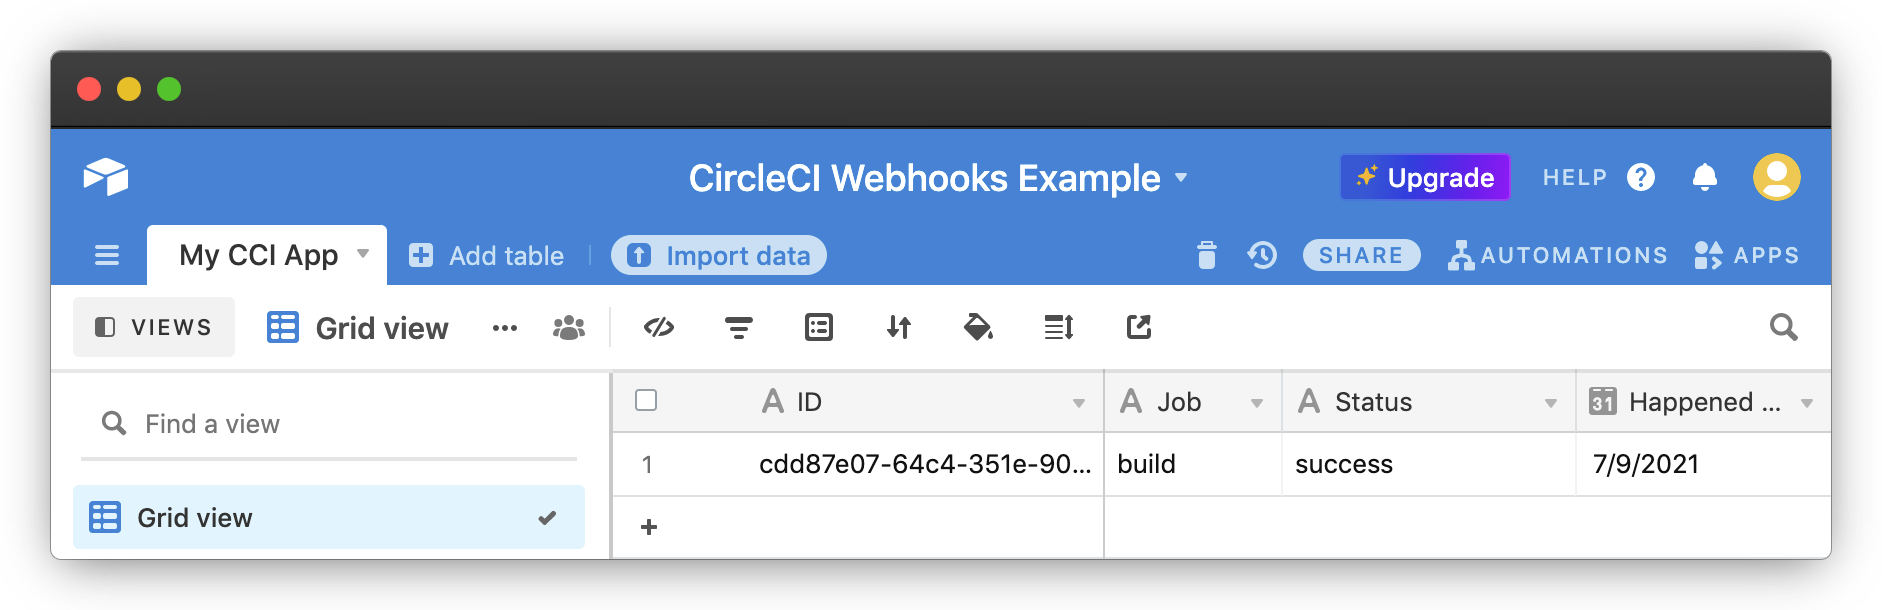 CircleCI Webhooks Example
Upgrade
HELP ?
My CCI App
Add table
Import data
SHARE
AUTOMATIONS
APPS
VIEWS
Grid view
Find a view
Grid view
ID Job Status 31 Happened ...
1 cdd87e07-64c4-351e-90... build success 7/9/2021
+